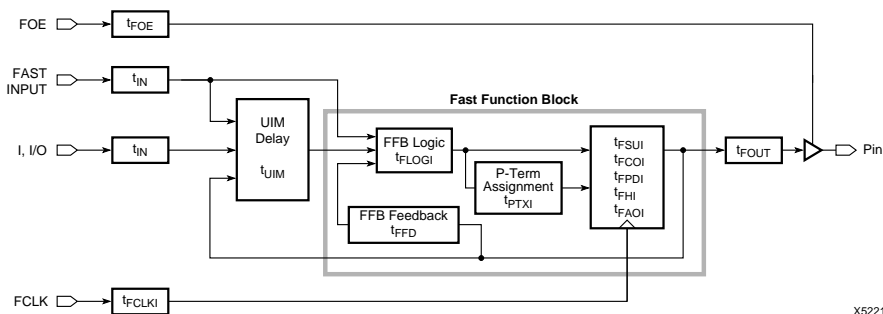 FOE
tFOE
FAST
INPUT
tIN
Fast Function Block
UIM
Delay
tUIM
I, I/O
tIN
FFB Logic
tFLOGI
P-Term
Assignment
tPTXI
tFSUI
tFCOI
tFPDI
tFHI
tFAOI
tFOUT
Pin
FFB Feedback
tFFD
FCLK
tFCLKI
X5221